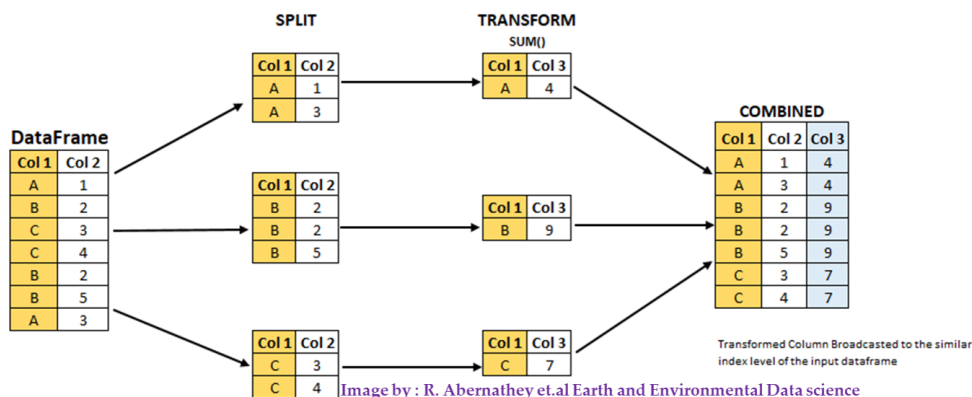 SPLIT
TRANSFORM
SUM()
Col 1 Col 2
A 1
A 3
Col 1 Col 3
A 4
DataFrame
Col 1 Col 2
A 1
B 2
C 3
C 4
B 2
B 5
A 3
Col 1 Col 2
B 2
B 2
B 5
Col 1 Col 3
B 9
Col 1 Col 2
C 3
C 4
Col 1 Col 3
C 7
COMBINED
Col 1 Col 2 Col 3
A 1 4
A 3 4
B 2 9
B 2 9
B 5 9
C 3 7
C 4 7
Transformed Column Broadcasted to the similar
index level of the input dataframe
Image by : R. Abernathey et.al Earth and Environmental Data science